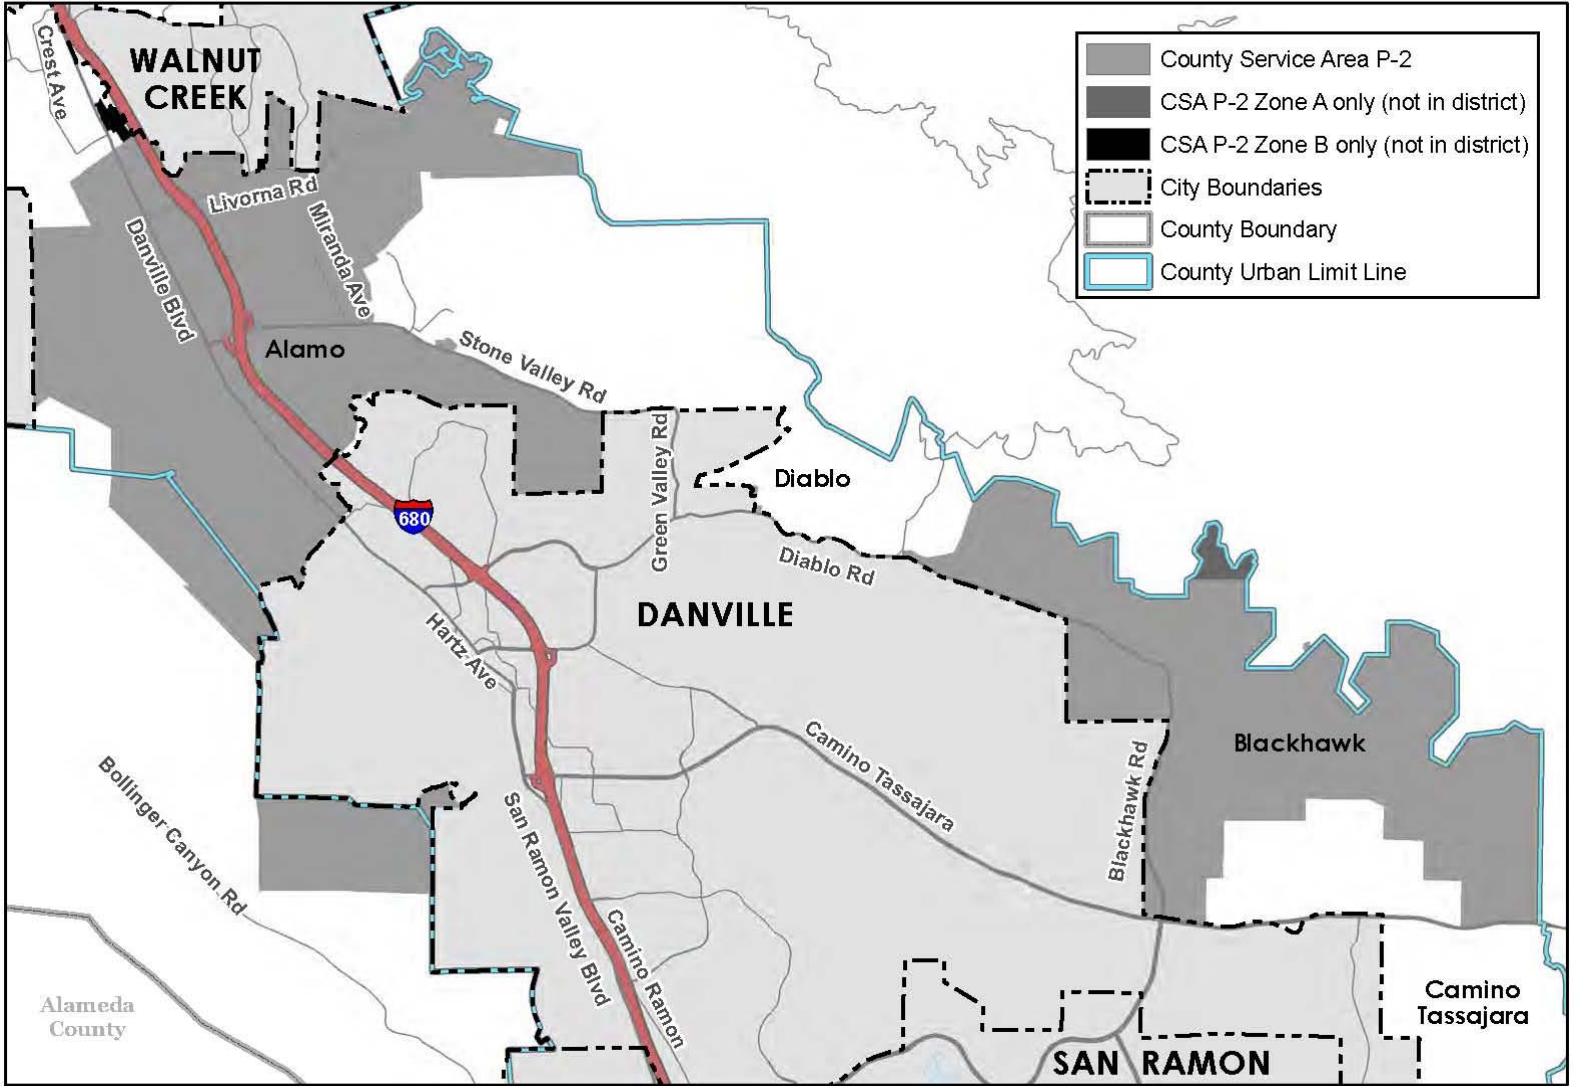 Crest Ave
WALNUT
CREEK
County Service Area P-2
CSA P-2 Zone A only (not in district)
CSA P-2 Zone B only (not in district)
City Boundaries
County Boundary
County Urban Limit Line
Livorna Rd
Miranda Ave
Danville Blvd
Alamo
Stone Valley Rd
Green Valley Rd
Diablo
680
Diablo Rd
DANVILLE
Hartz Ave
Camino Tassajara
Blackhawk Rd
Blackhawk
Bollinger Canyon Rd
San Ramon Valley Blvd
Camino Ramon
Alameda
County
Camino
Tassajara
SAN RAMON